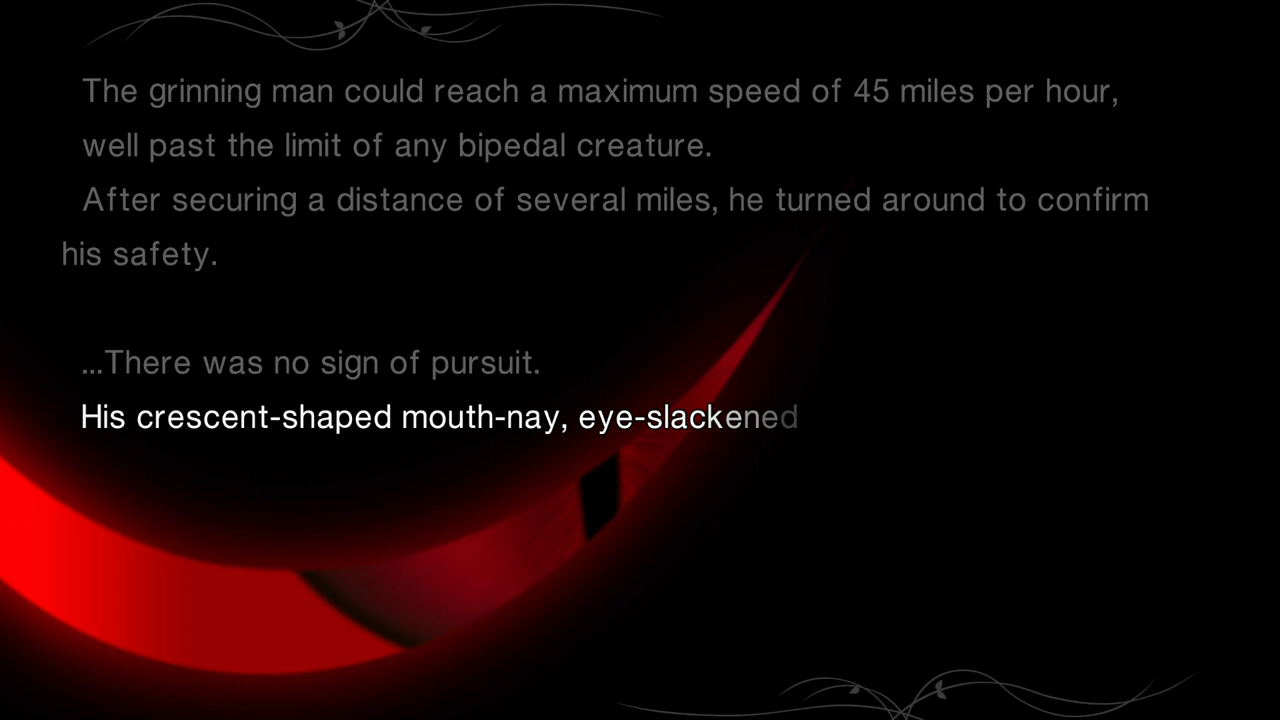 The grinning man could reach a maximum speed of 45 miles per hour,
well past the limit of any bipedal creature.
After securing a distance of several miles, he turned around to confirm
his safety.
...There was no sign of pursuit.
His crescent-shaped mouth-nay, eye-slackened